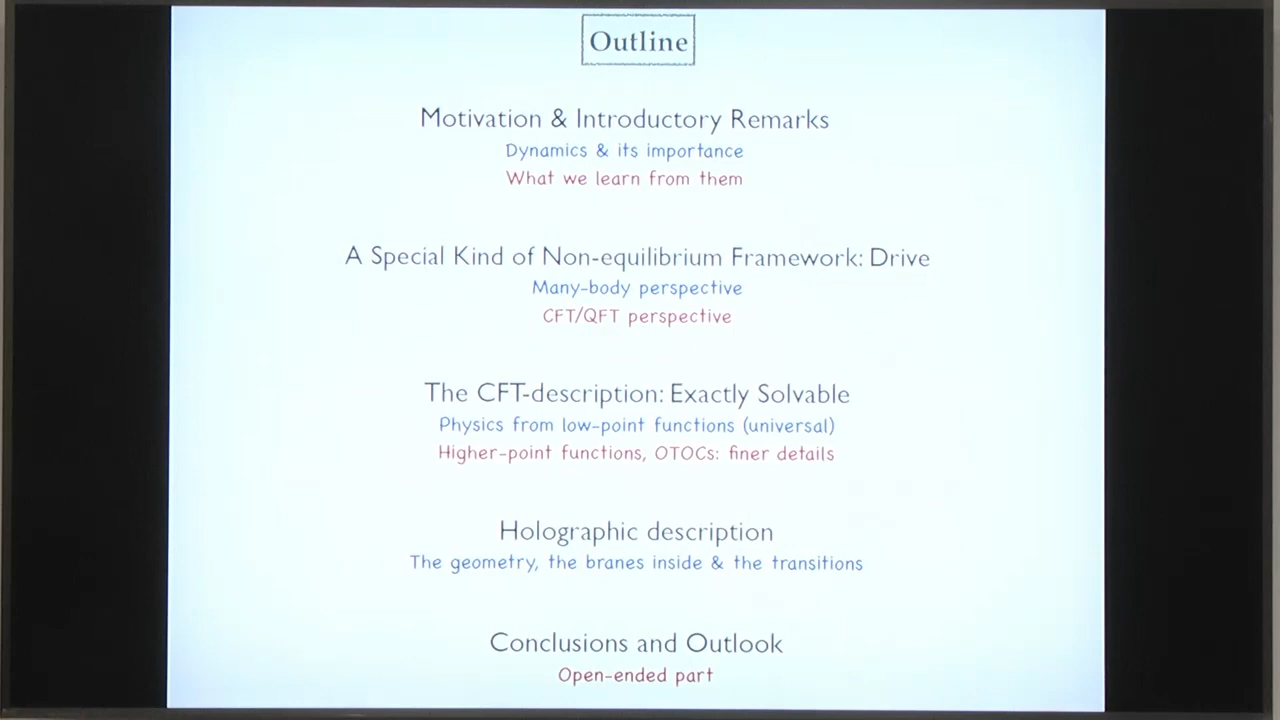 Outline
Motivation & Introductory Remarks
Dynamics & its importance
What we learn from them
A Special Kind of Non-equilibrium Framework: Drive
Many-body perspective
CFT/QFT perspective
The CFT-description: Exactly Solvable
Physics from low-point functions (universal)
Higher-point functions, OTOCs: finer details
Holographic description
The geometry, the branes inside & the transitions
Conclusions and Outlook
Open-ended part